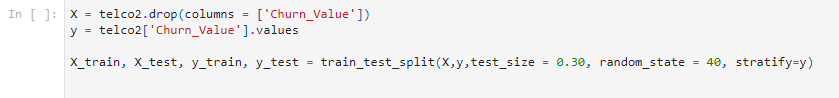 In [ ]: X = telco2.drop(columns = ['Churn_Value'])
y = telco2['Churn_Value'].values
X_train, X_test, y_train, y_test = train_test_split(X,y,test_size = 0.30, random_state = 40, stratify=y)